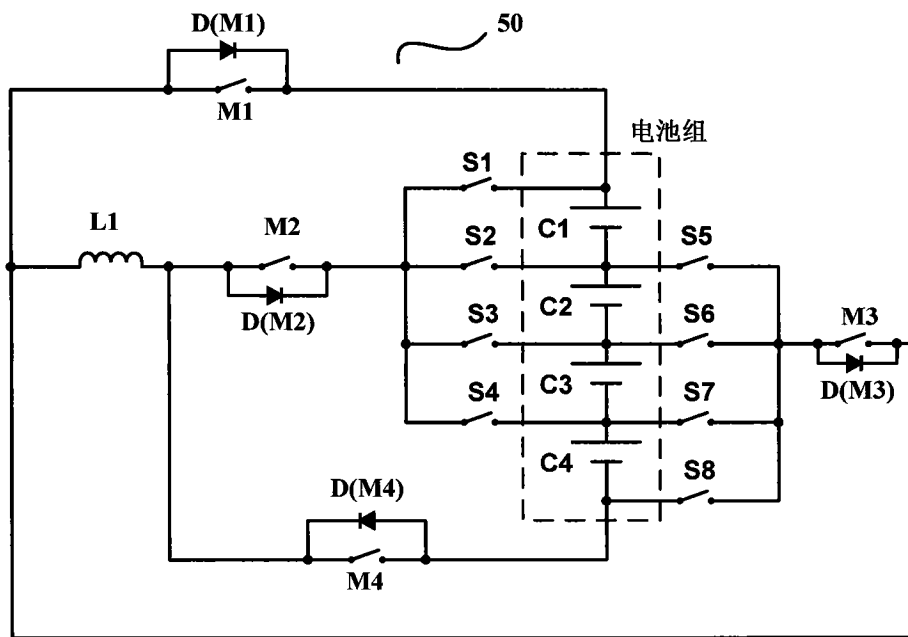 D(M1)
50
M1
电池组
S1
L1
M2
S2
C1
S5
D(M2)
S3
C2
S6
M3
S4
C3
S7
D(M3)
C4
S8
D(M4)
M4